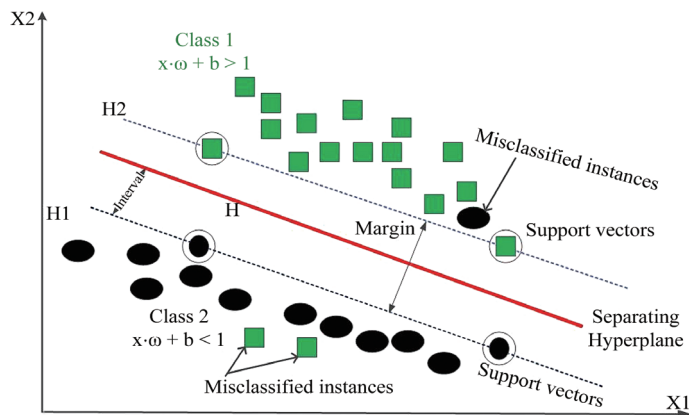 X2
Class 1
x·ω + b > 1
H2
Misclassified instances
Interval
H
H1
Margin
Support vectors
Class 2
x·ω + b < 1
Separating
Hyperplane
Misclassified instances
Support vectors
X1